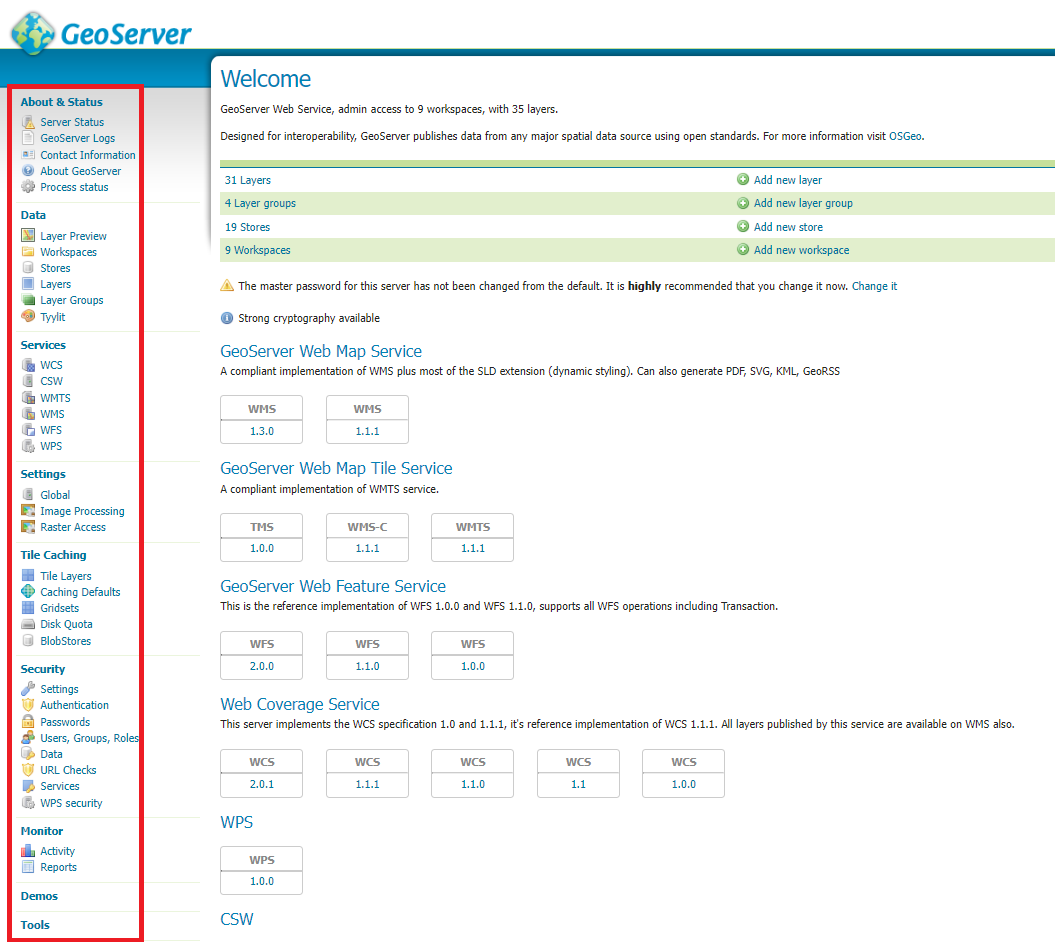 GeoServer
About & Status
Server Status
GeoServer Logs
Contact Information
About GeoServer
Process status
Data
Layer Preview
Workspaces
Stores
Layers
Layer Groups
Tyylit
Services
WCS
CSW
WMTS
WMS
WFS
WPS
Settings
Global
Image Processing
Raster Access
Tile Caching
Tile Layers
Caching Defaults
Gridsets
Disk Quota
BlobStores
Security
Settings
Authentication
Passwords
Users, Groups, Roles
Data
URL Checks
Services
WPS security
Monitor
Activity
Reports
Demos
Tools
Welcome
GeoServer Web Service, admin access to 9 workspaces, with 35 layers.
Designed for interoperability, GeoServer publishes data from any major spatial data source using open standards. For more information visit OSGeo.
31 Layers Add new layer
4 Layer groups Add new layer group
19 Stores Add new store
9 Workspaces Add new workspace
The master password for this server has not been changed from the default. It is highly recommended that you change it now. Change it
Strong cryptography available
GeoServer Web Map Service
A compliant implementation of WMS plus most of the SLD extension (dynamic styling). Can also generate PDF, SVG, KML, GeoRSS
WMS WMS
1.3.0 1.1.1
GeoServer Web Map Tile Service
A compliant implementation of WMTS service.
TMS WMS-C WMTS
1.0.0 1.1.1 1.1.1
GeoServer Web Feature Service
This is the reference implementation of WFS 1.0.0 and WFS 1.1.0, supports all WFS operations including Transaction.
WFS WFS WFS
2.0.0 1.1.0 1.0.0
Web Coverage Service
This server implements the WCS specification 1.0 and 1.1.1, it's reference implementation of WCS 1.1.1. All layers published by this service are available on WMS also.
WCS WCS WCS WCS WCS
2.0.1 1.1.1 1.1.0 1.1 1.0.0
WPS
WPS
1.0.0
CSW